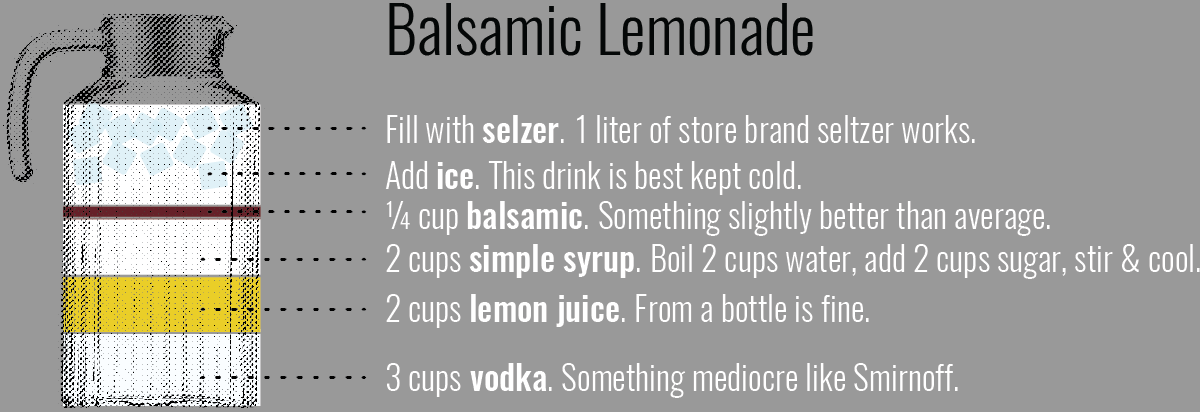 Balsamic Lemonade
Fill with selzer. 1 liter of store brand seltzer works.
Add ice. This drink is best kept cold.
¼ cup balsamic. Something slightly better than average.
2 cups simple syrup. Boil 2 cups water, add 2 cups sugar, stir & cool.
2 cups lemon juice. From a bottle is fine.
3 cups vodka. Something mediocre like Smirnoff.